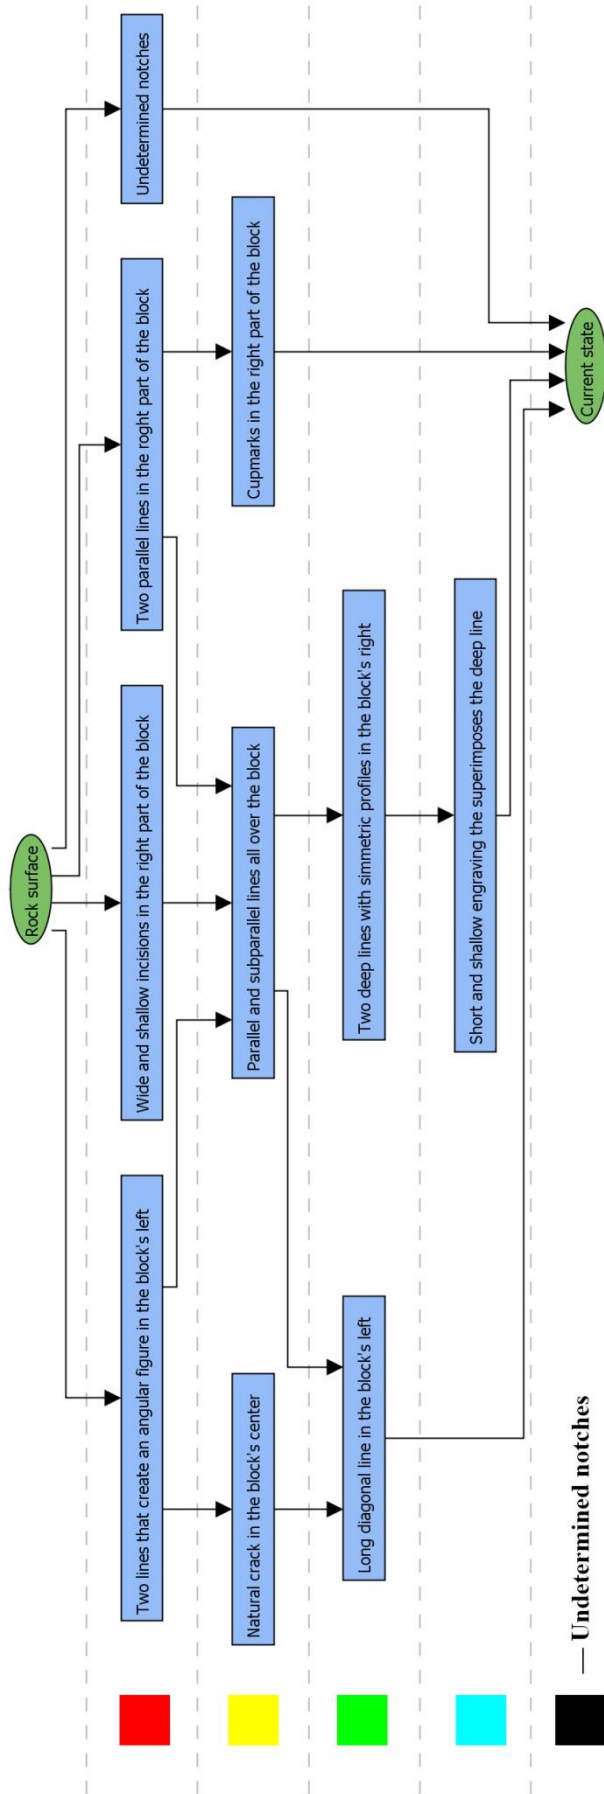 Rock surface
Two lines that create an angular figure in the block's left
Wide and shallow incisions in the right part of the block
Two parallel lines in the roght part of the block
Undetermined notches
Natural crack in the block's center
Parallel and subparallel lines all over the block
Cupmarks in the right part of the block
Long diagonal line in the block's left
Two deep lines with simmetric profiles in the block's right
Short and shallow engraving the superimposes the deep line
— Undetermined notches
Current state